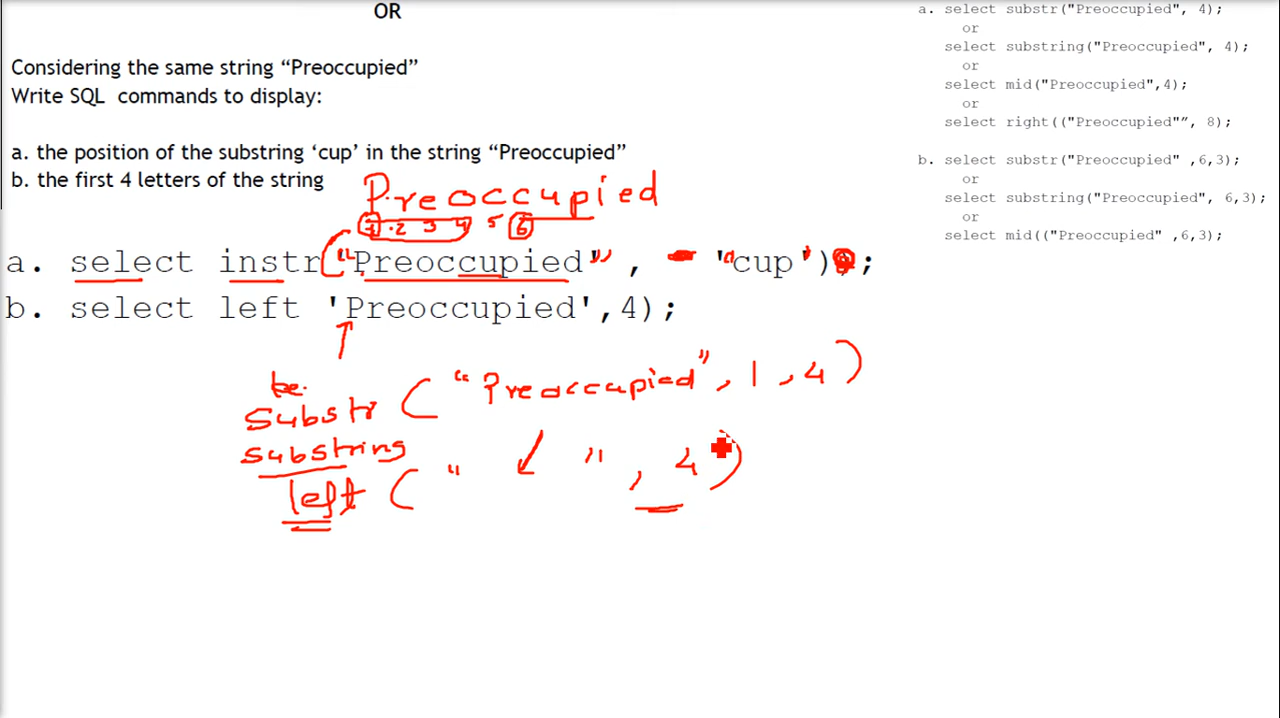 OR
Considering the same string “Preoccupied”
Write SQL commands to display:
a. the position of the substring ‘cup’ in the string “Preoccupied”
b. the first 4 letters of the string
Preoccupied
1 2 3 4 5 6
a. select instr("Preoccupied" , "cup");
b. select left 'Preoccupied',4);
Substr ( "Preoccupied" , 1 , 4 )
substring
left ( " " , 4 )
a. select substr("Preoccupied", 4);
or
select substring("Preoccupied", 4);
or
select mid("Preoccupied",4);
or
select right(("Preoccupied"”, 8);
b. select substr("Preoccupied" ,6,3);
or
select substring("Preoccupied", 6,3);
or
select mid(("Preoccupied" ,6,3);